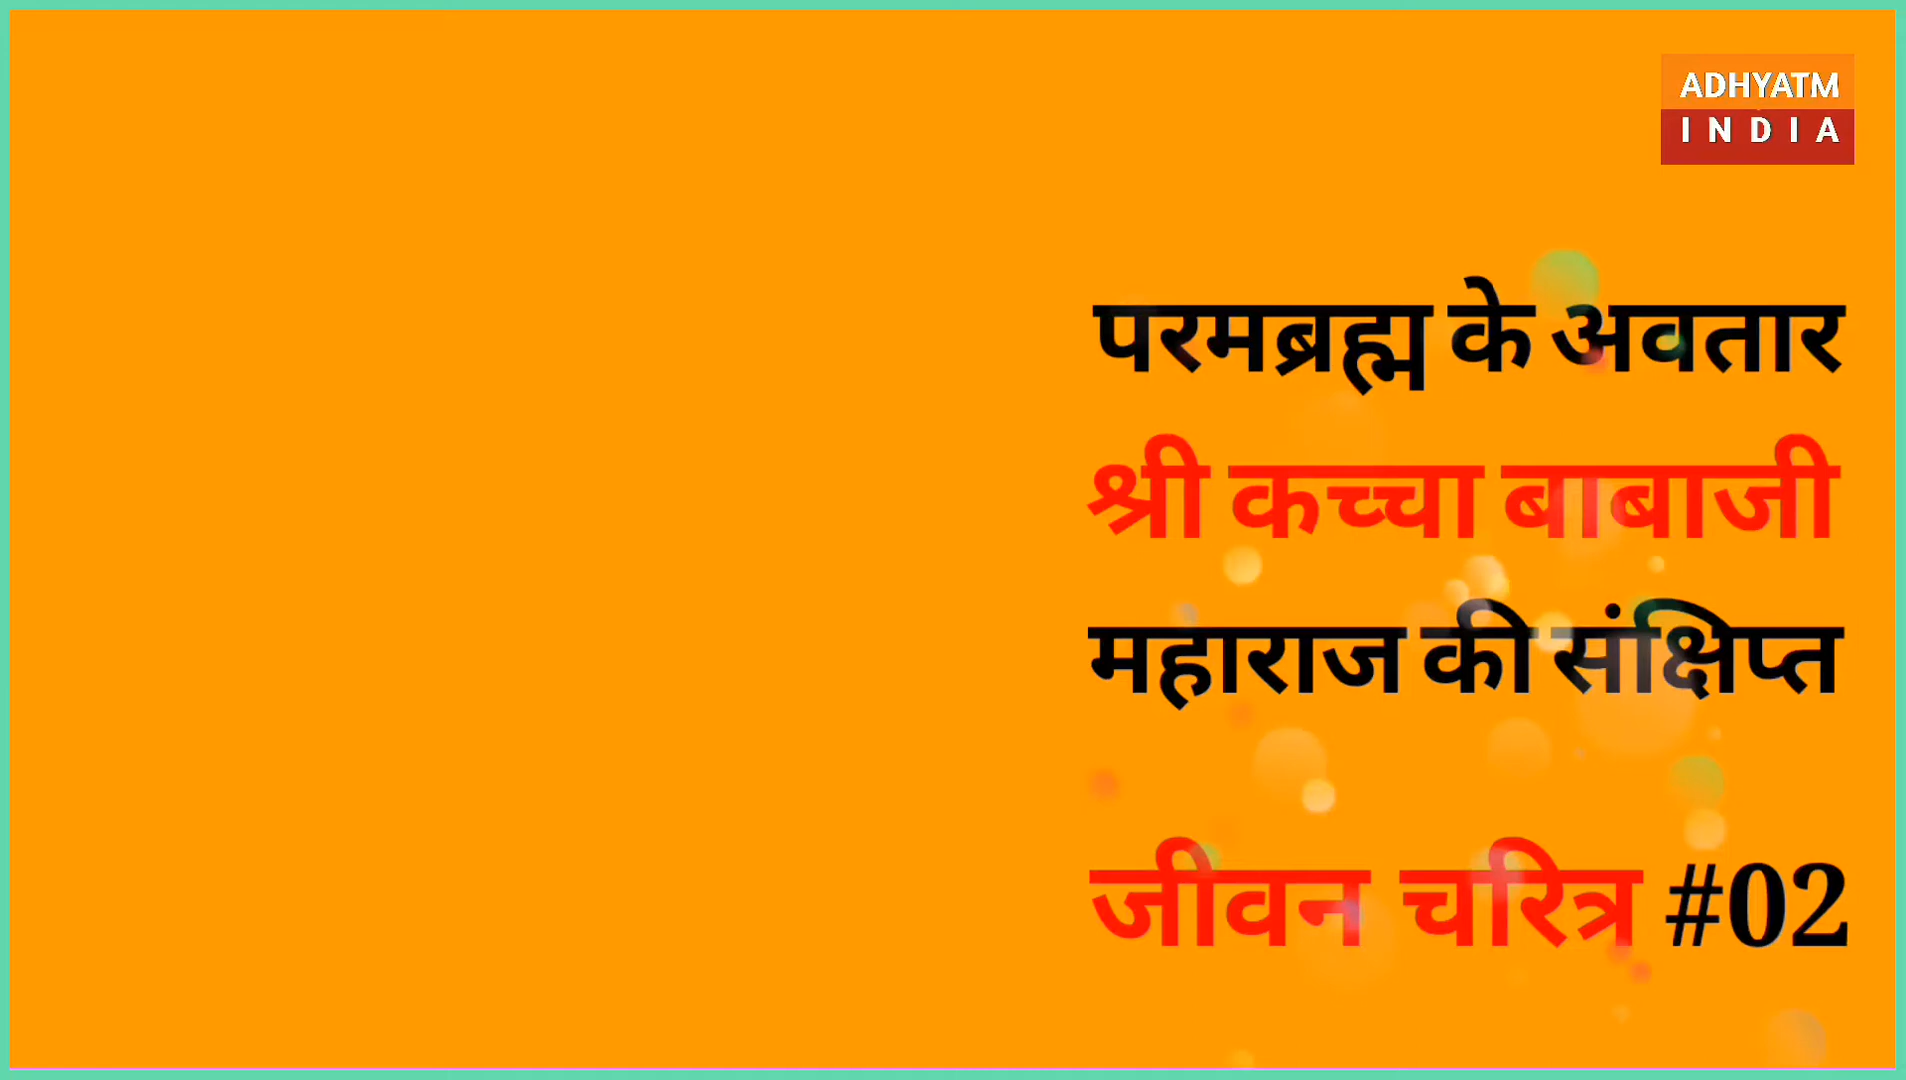 ADHYATM
INDIA
परमब्रह्म के अवतार
श्री कच्चा बाबाजी
महाराज की संक्षिप्त
जीवन चरित्र #02